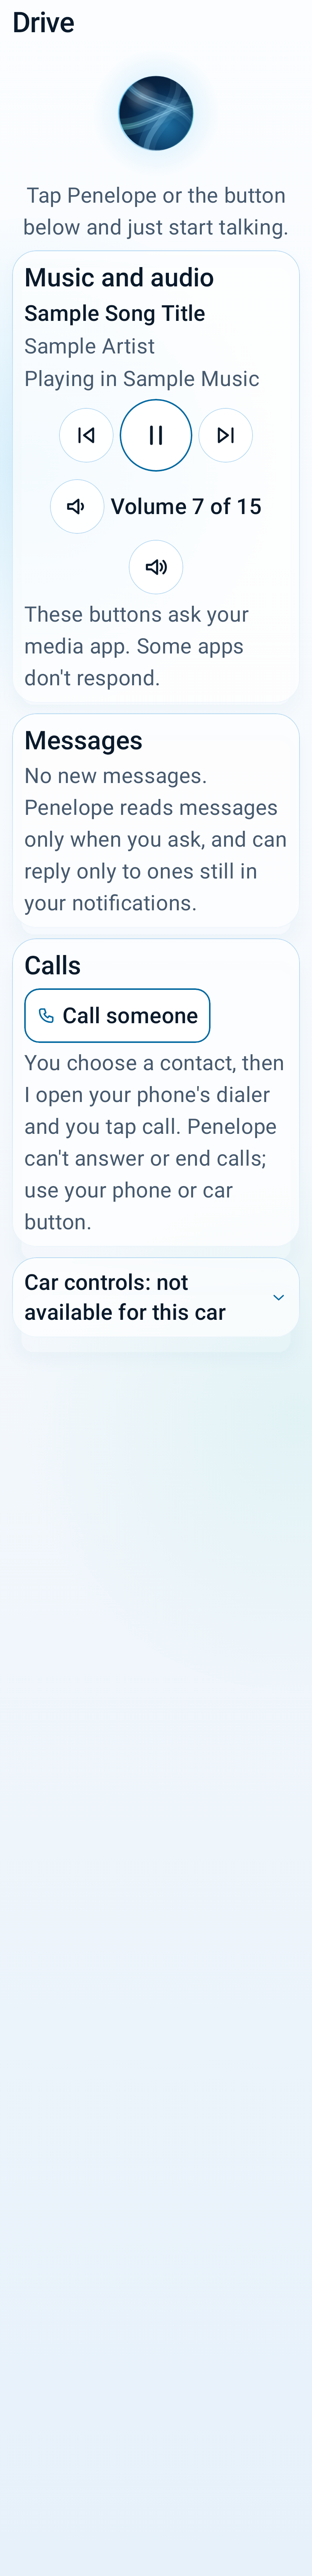 Drive
Tap Penelope or the button
below and just start talking.
Music and audio
Sample Song Title
Sample Artist
Playing in Sample Music
Volume 7 of 15
These buttons ask your
media app. Some apps
don't respond.
Messages
No new messages.
Penelope reads messages
only when you ask, and can
reply only to ones still in
your notifications.
Calls
Call someone
You choose a contact, then
I open your phone's dialer
and you tap call. Penelope
can't answer or end calls;
use your phone or car
button.
Car controls: not
available for this car